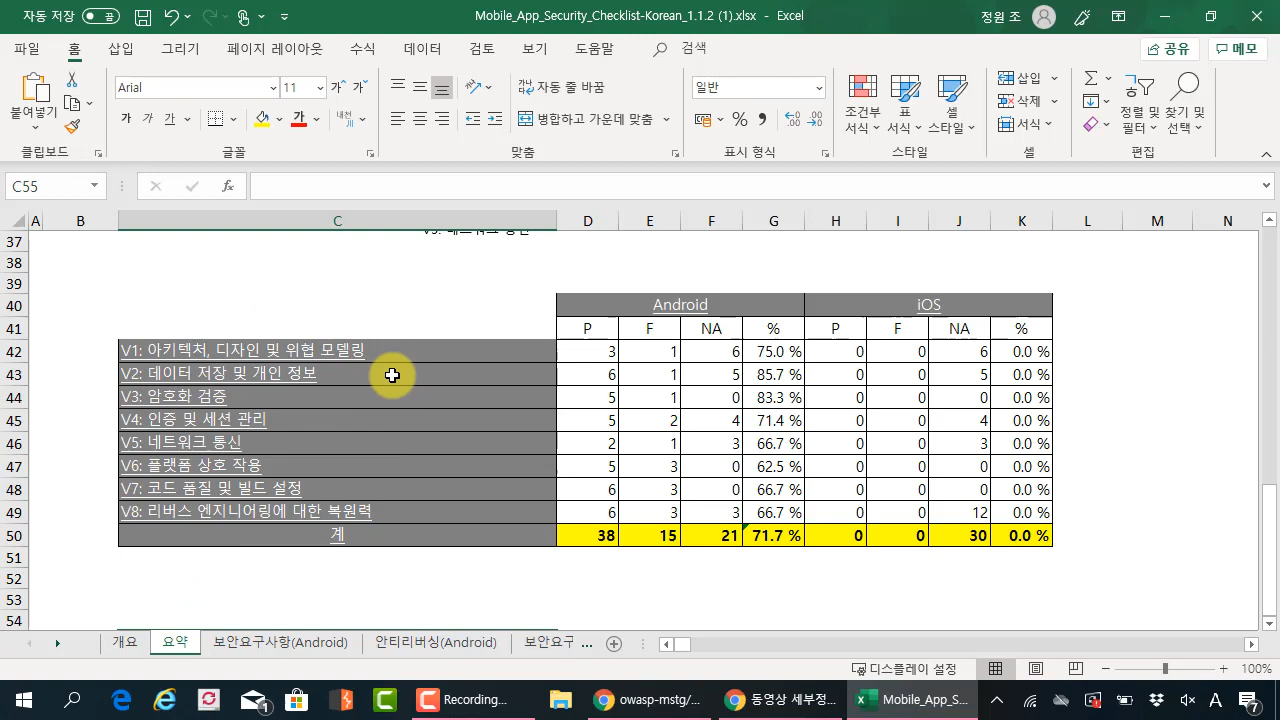 자동 저장 끔
Mobile_App_Security_Checklist-Korean_1.1.2 (1).xlsx - Excel
정원 조
파일 홈 삽입 그리기 페이지 레이아웃 수식 데이터 검토 보기 도움말 검색 공유 메모
붙여넣기
클립보드
Arial 11 가^ 가ˇ
가 가 가 가 내천
글꼴
자동 줄 바꿈
병합하고 가운데 맞춤
맞춤
일반
% 9
표시 형식
조건부 서식
표 서식
셀 스타일
스타일
삽입
삭제
서식
셀
정렬 및 필터
찾기 및 선택
편집
C55 fx
A B C D E F G H I J K L M N
37
38
39
40 Android iOS
41 P F NA % P F NA %
42 V1: 아키텍처, 디자인 및 위협 모델링 3 1 6 75.0 % 0 0 6 0.0 %
43 V2: 데이터 저장 및 개인 정보 6 1 5 85.7 % 0 0 5 0.0 %
44 V3: 암호화 검증 5 1 0 83.3 % 0 0 0 0.0 %
45 V4: 인증 및 세션 관리 5 2 4 71.4 % 0 0 4 0.0 %
46 V5: 네트워크 통신 2 1 3 66.7 % 0 0 3 0.0 %
47 V6: 플랫폼 상호 작용 5 3 0 62.5 % 0 0 0 0.0 %
48 V7: 코드 품질 및 빌드 설정 6 3 0 66.7 % 0 0 0 0.0 %
49 V8: 리버스 엔지니어링에 대한 복원력 6 3 3 66.7 % 0 0 12 0.0 %
50 계 38 15 21 71.7 % 0 0 30 0.0 %
51
52
53
54
개요 요약 보안요구사항(Android) 안티리버싱(Android) 보안요구 ...
디스플레이 설정 100%
1 Recording... owasp-mstg/... 동영상 세부정... Mobile_App_S... A 7